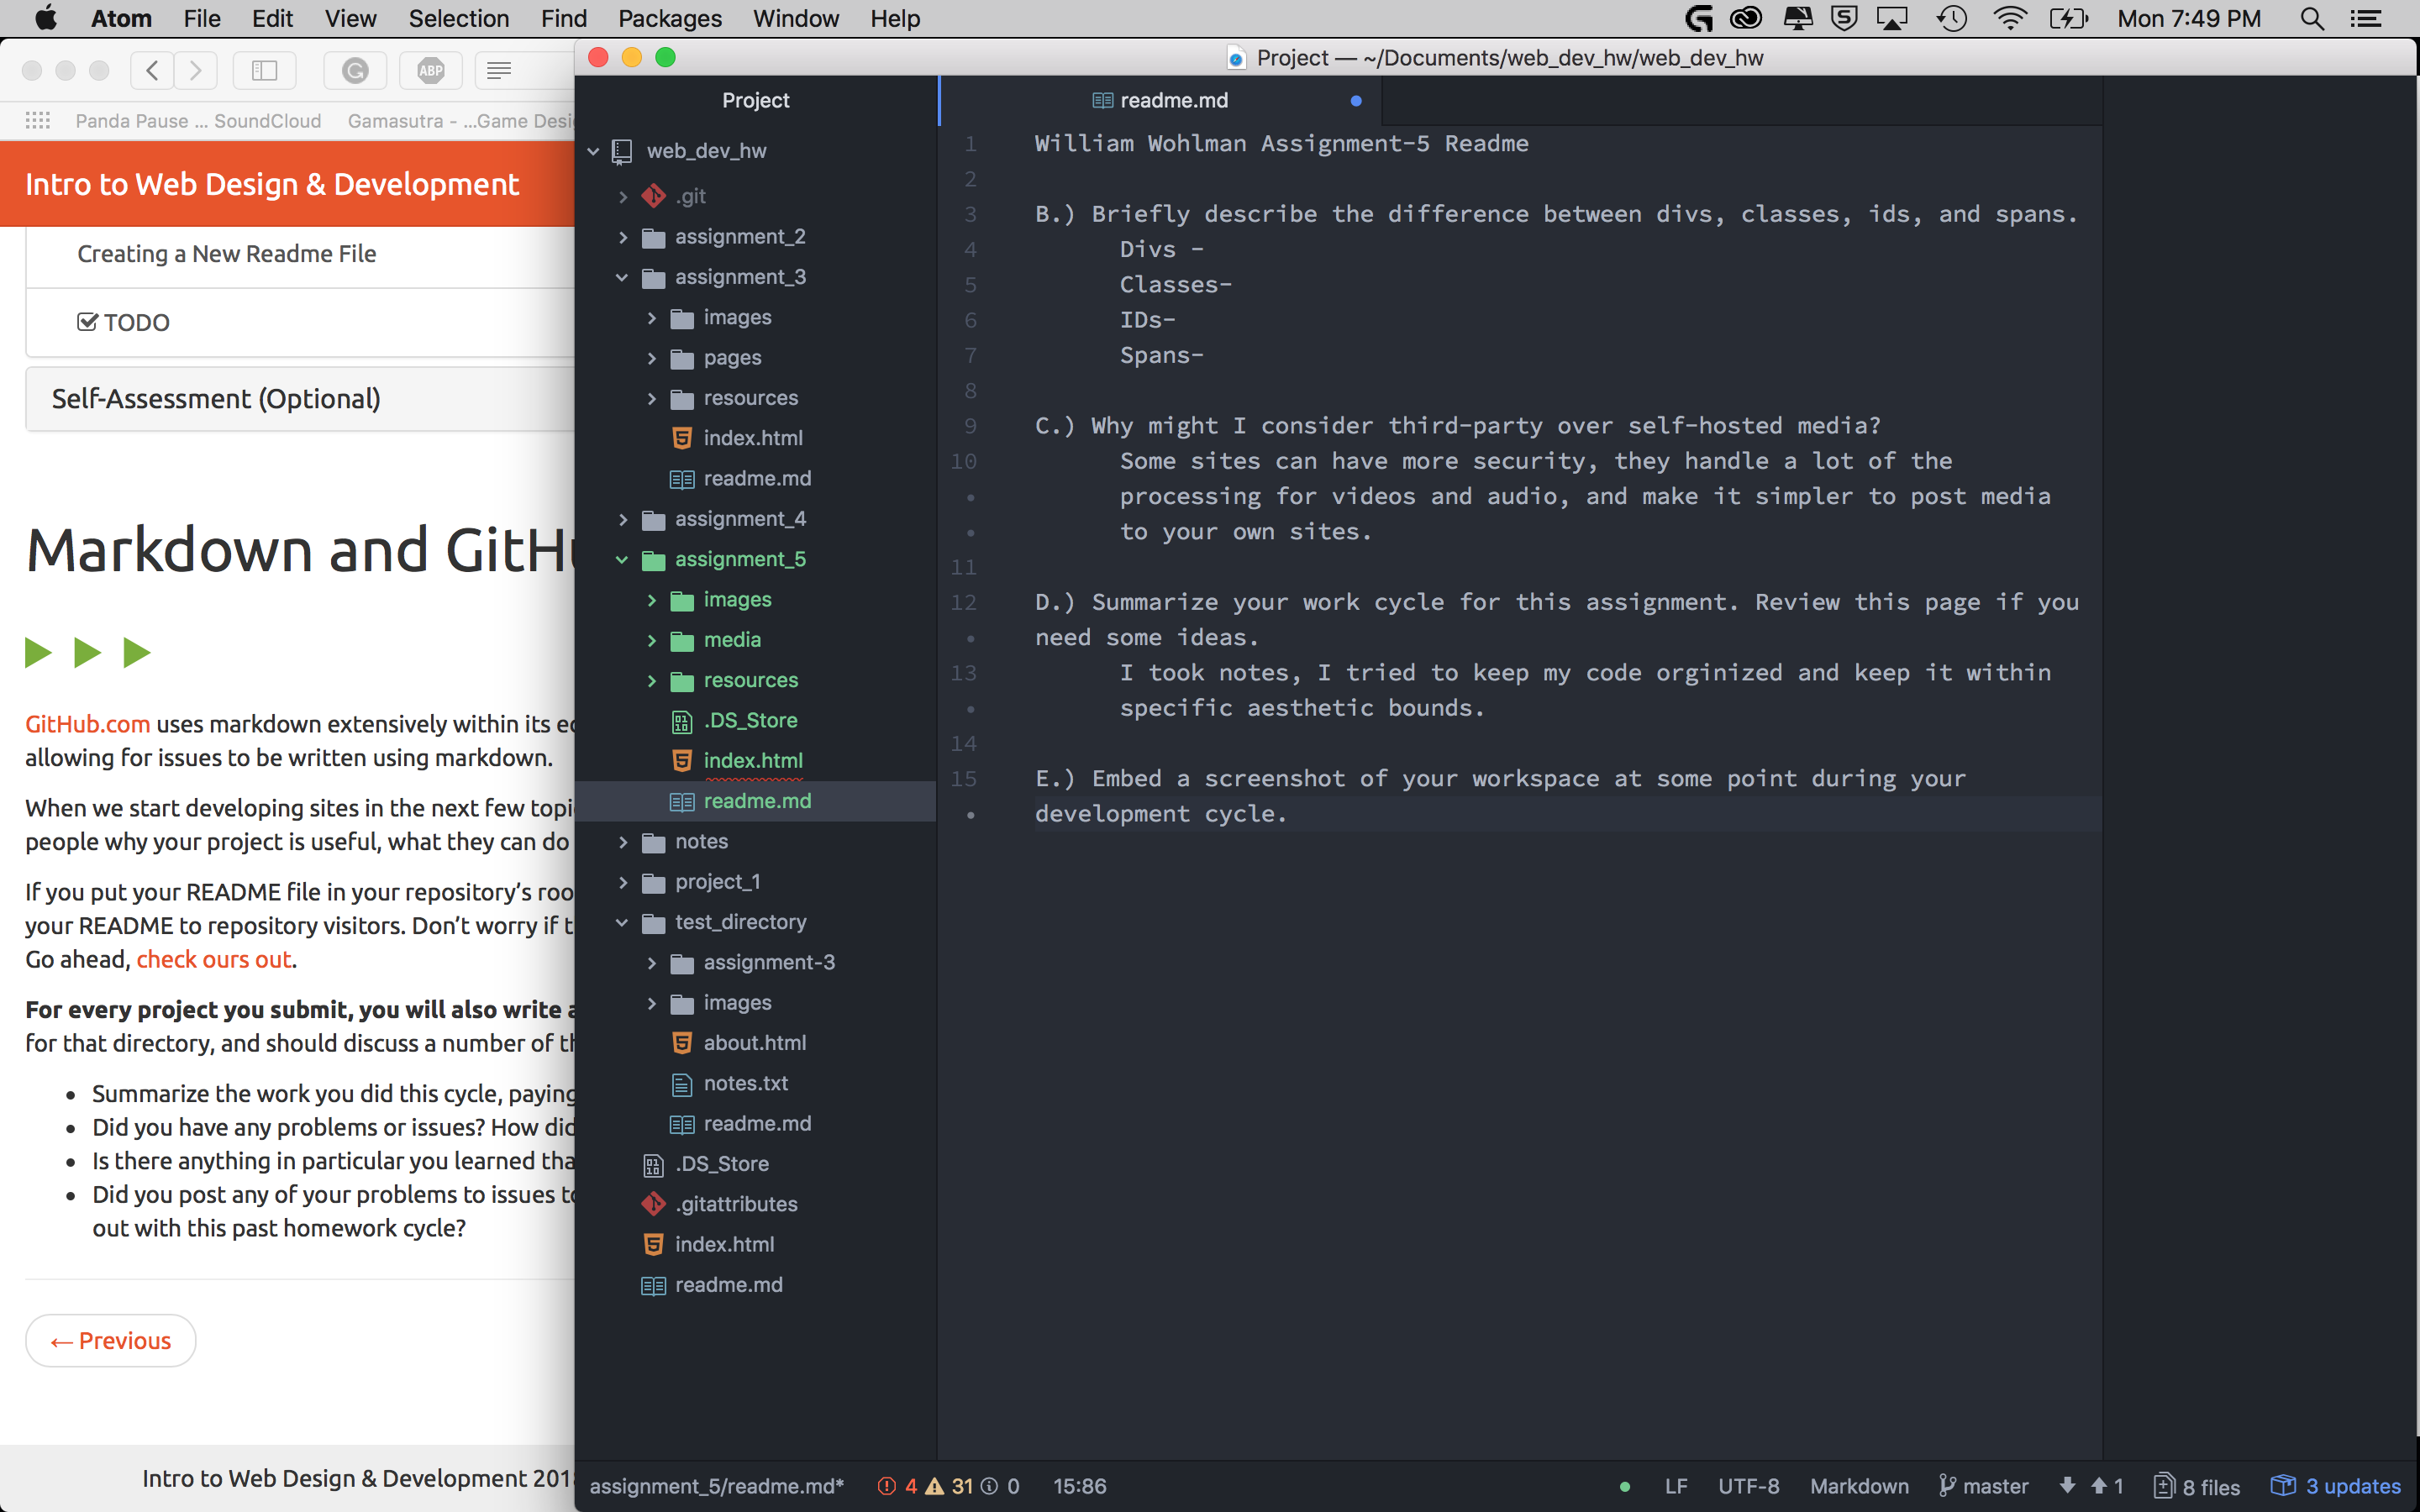 Atom File Edit View Selection Find Packages Window Help Mon 7:49 PM
ABP
Panda Pause ... SoundCloud Gamasutra - ...Game Desi
Intro to Web Design & Development
Creating a New Readme File
TODO
Self-Assessment (Optional)
Markdown and GitHu
GitHub.com uses markdown extensively within its ec
allowing for issues to be written using markdown.
When we start developing sites in the next few topi
people why your project is useful, what they can do
If you put your README file in your repository's roo
your README to repository visitors. Don't worry if t
Go ahead, check ours out.
For every project you submit, you will also write a
for that directory, and should discuss a number of th
Summarize the work you did this cycle, paying
Did you have any problems or issues? How did
Is there anything in particular you learned tha
Did you post any of your problems to issues to
out with this past homework cycle?
← Previous
Intro to Web Design & Development 201
Project — ~/Documents/web_dev_hw/web_dev_hw
Project
web_dev_hw
.git
assignment_2
assignment_3
images
pages
resources
index.html
readme.md
assignment_4
assignment_5
images
media
resources
.DS_Store
index.html
readme.md
notes
project_1
test_directory
assignment-3
images
about.html
notes.txt
readme.md
.DS_Store
.gitattributes
index.html
readme.md
readme.md
1 William Wohlman Assignment-5 Readme
2
3 B.) Briefly describe the difference between divs, classes, ids, and spans.
4 Divs -
5 Classes-
6 IDs-
7 Spans-
8
9 C.) Why might I consider third-party over self-hosted media?
10 Some sites can have more security, they handle a lot of the
• processing for videos and audio, and make it simpler to post media
• to your own sites.
11
12 D.) Summarize your work cycle for this assignment. Review this page if you
• need some ideas.
13 I took notes, I tried to keep my code orginized and keep it within
• specific aesthetic bounds.
14
15 E.) Embed a screenshot of your workspace at some point during your
• development cycle.
assignment_5/readme.md* 4 31 0 15:86 LF UTF-8 Markdown master 1 8 files 3 updates